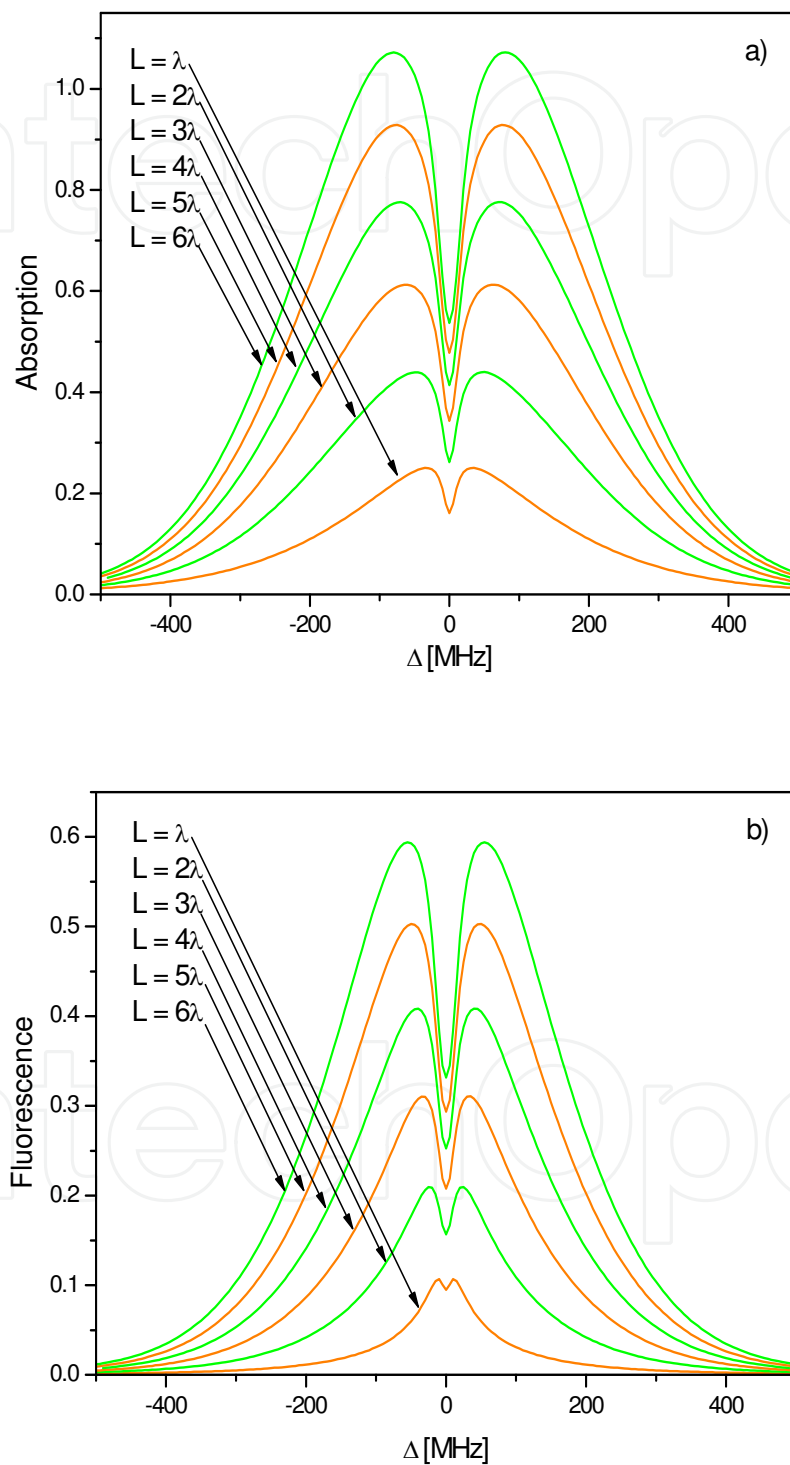 a)
L = λ
L = 2λ
L = 3λ
L = 4λ
L = 5λ
L = 6λ
1.0
0.8
0.6
0.4
0.2
0.0
Absorption
-400 -200 0 200 400
Δ [MHz]
b)
L = λ
L = 2λ
L = 3λ
L = 4λ
L = 5λ
L = 6λ
0.6
0.5
0.4
0.3
0.2
0.1
0.0
Fluorescence
-400 -200 0 200 400
Δ [MHz]
ntechOpe
ntechOpe